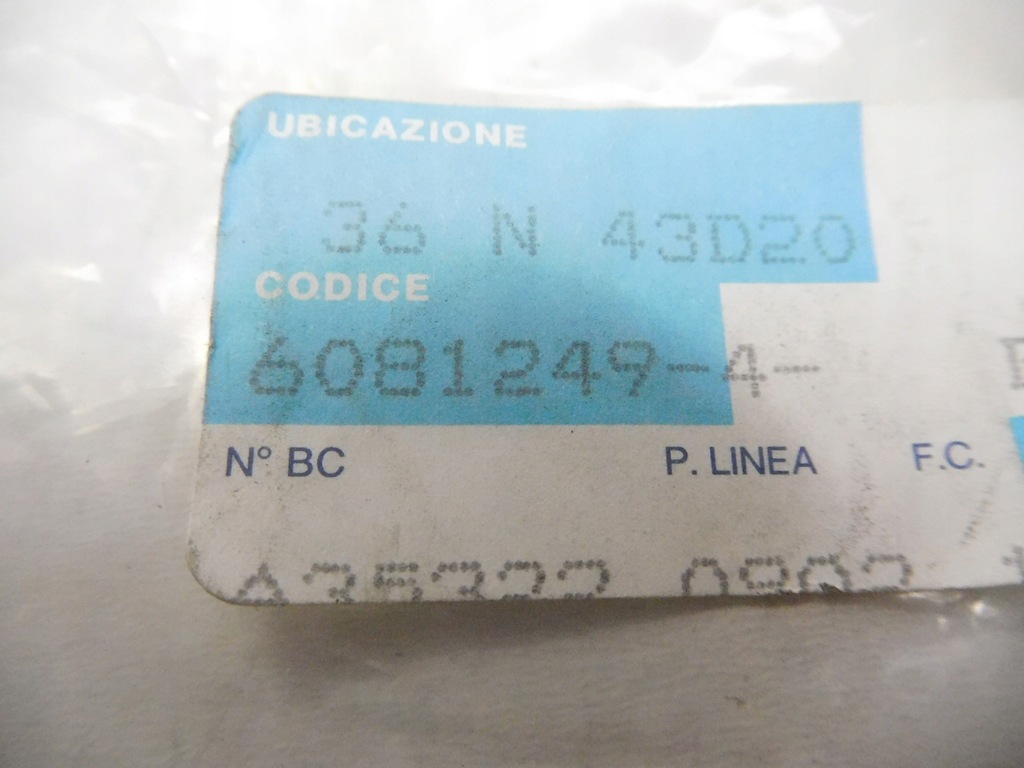 UBICAZIONE
36 N 43D20
CODICE
6081249-4-
N° BC P. LINEA F.C.